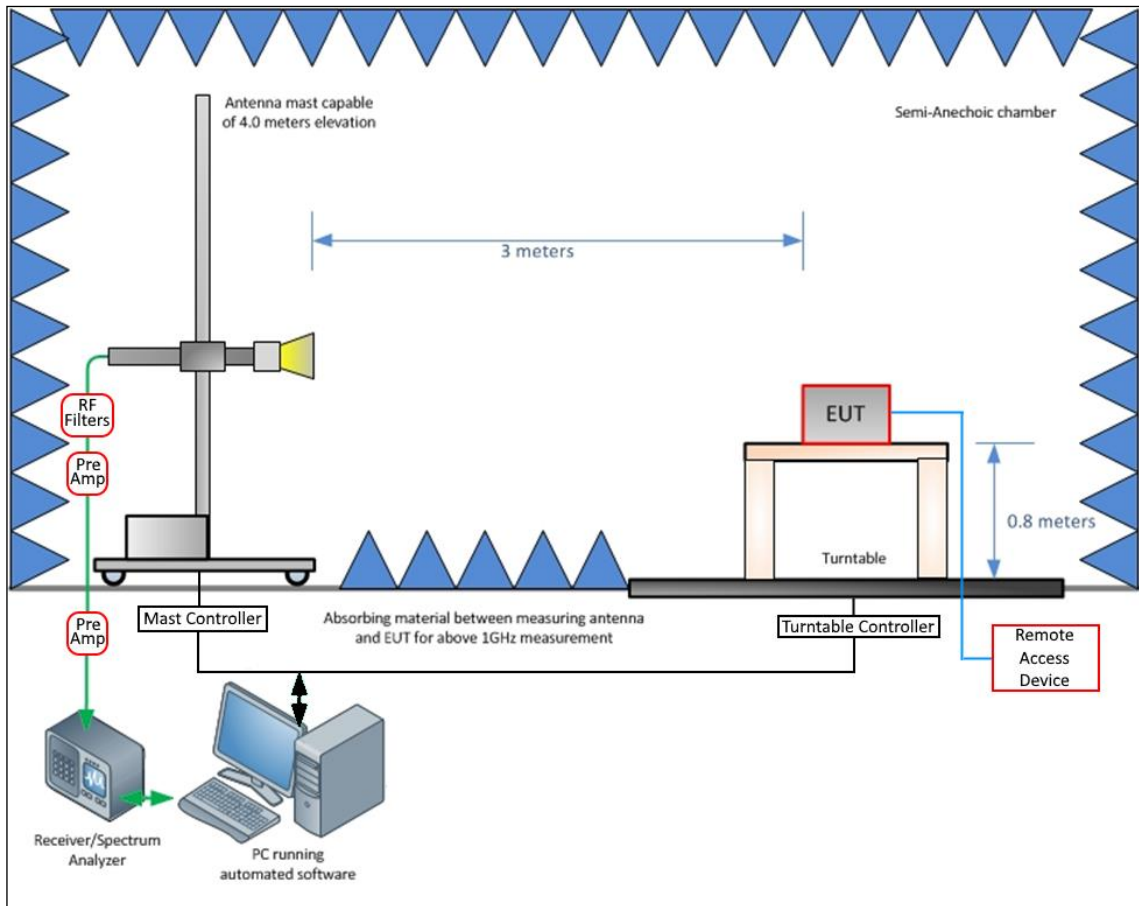 Antenna mast capable
of 4.0 meters elevation
Semi-Anechoic chamber
3 meters
RF
Filters
EUT
Pre
Amp
0.8 meters
Turntable
Pre
Amp
Mast Controller
Absorbing material between measuring antenna
and EUT for above 1GHz measurement
Turntable Controller
Remote
Access
Device
Receiver/Spectrum
Analyzer
PC running
automated software